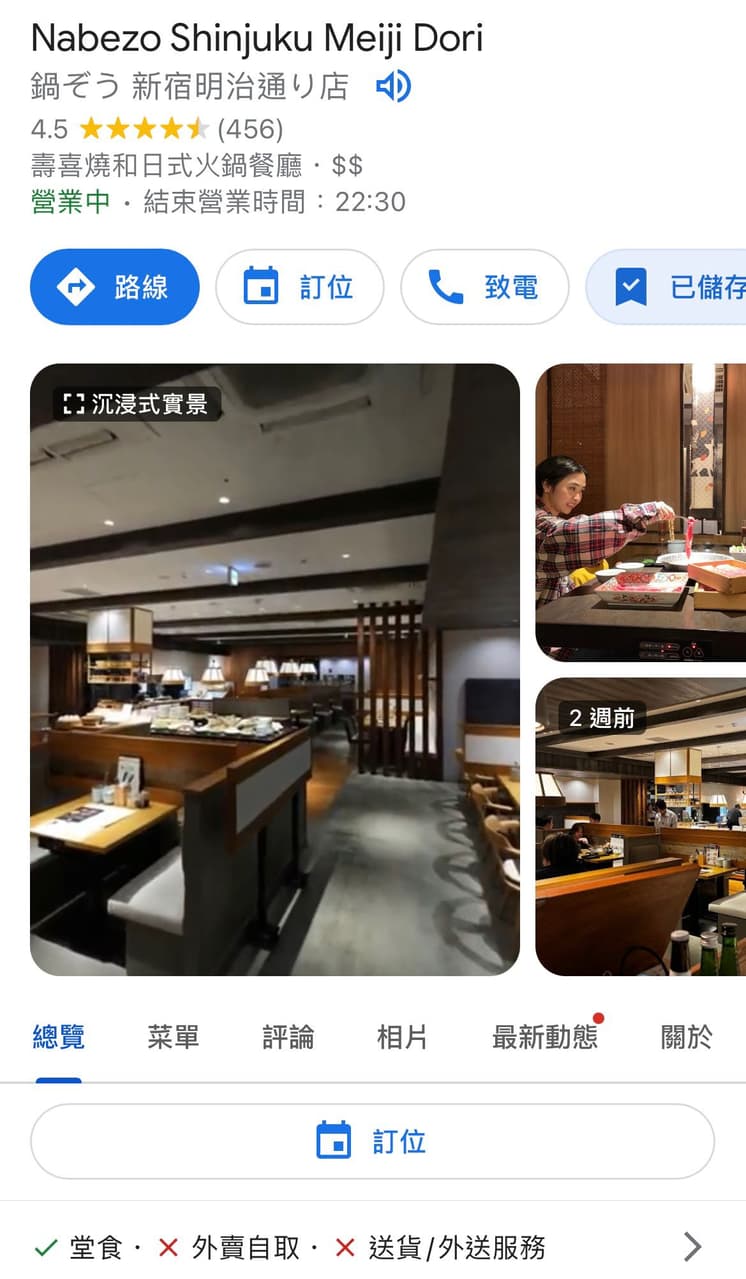 Nabezo Shinjuku Meiji Dori
鍋ぞう 新宿明治通り店
4.5 (456)
壽喜燒和日式火鍋餐廳・$$
營業中・結束營業時間：22:30
路線 訂位 致電 已儲存
沉浸式實景
2 週前
總覽 菜單 評論 相片 最新動態 關於
訂位
堂食・外賣自取・送貨/外送服務